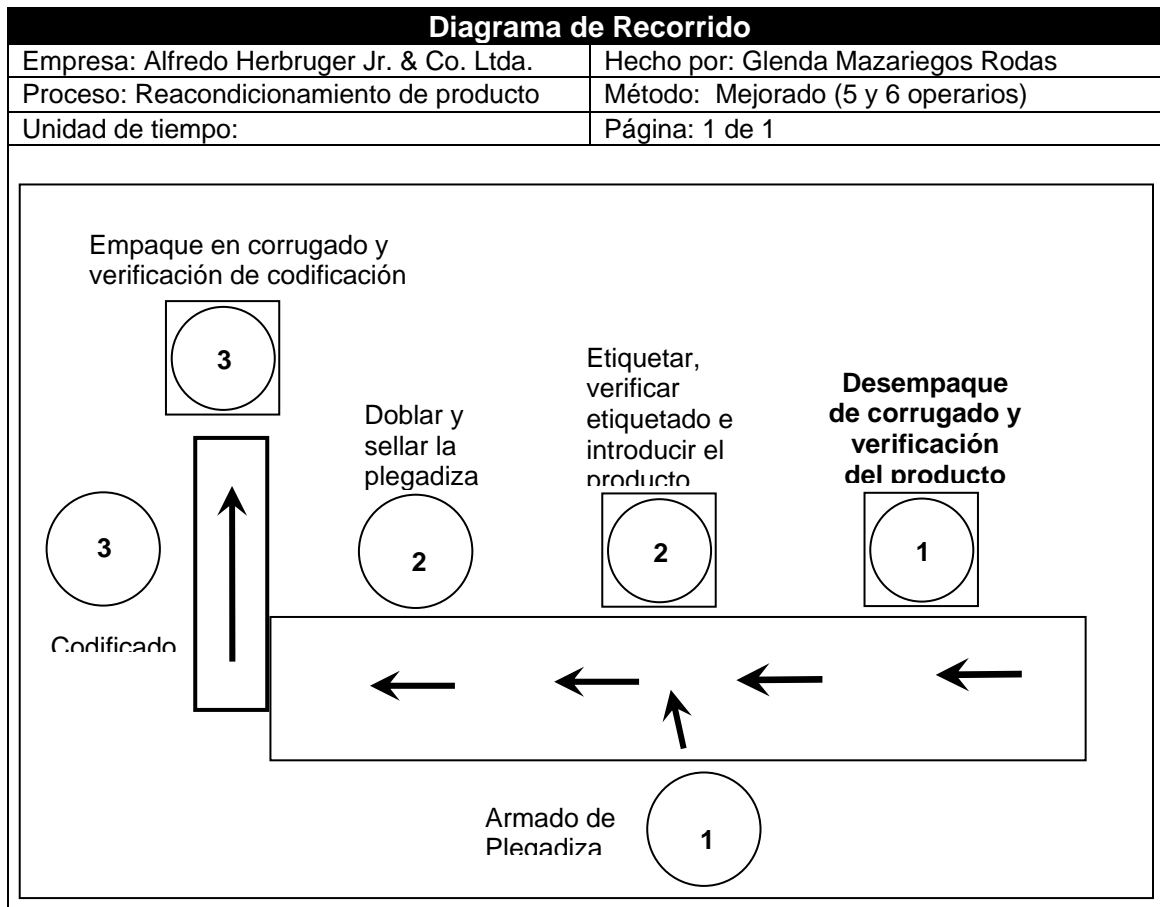 Diagrama de Recorrido
Empresa: Alfredo Herbruger Jr. & Co. Ltda.
Hecho por: Glenda Mazariegos Rodas
Proceso: Reacondicionamiento de producto
Método: Mejorado (5 y 6 operarios)
Unidad de tiempo:
Página: 1 de 1
Empaque en corrugado y
verificación de codificación
3
Doblar y
sellar la
plegadiza
2
Etiquetar,
verificar
etiquetado e
introducir el
producto
2
Desempaque
de corrugado y
verificación
del producto
1
3
Codificado
Armado de
Plegadiza
1